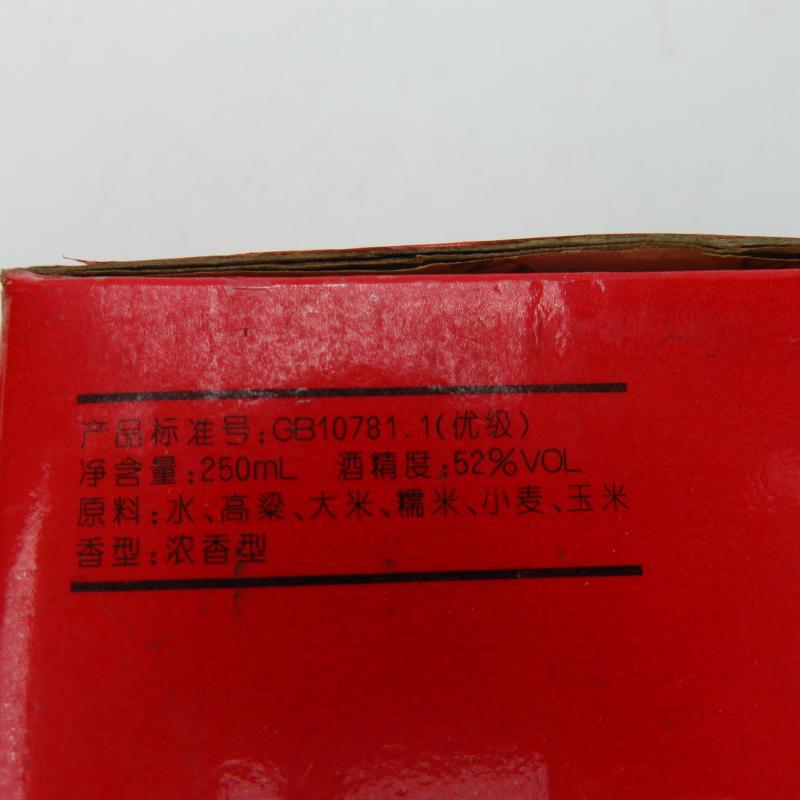 产品标准号:GB10781.1(优级)
净含量:250mL 酒精度:52%VOL
原料:水、高粱、大米、糯米、小麦、玉米
香型:浓香型